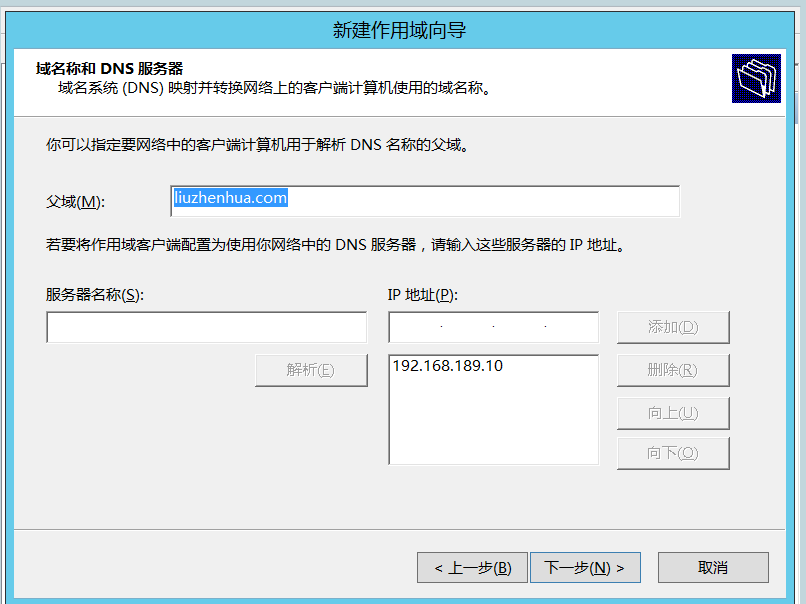 新建作用域向导
域名称和 DNS 服务器
域名系统 (DNS) 映射并转换网络上的客户端计算机使用的域名称。
你可以指定要网络中的客户端计算机用于解析 DNS 名称的父域。
父域(M): liuzhenhua.com
若要将作用域客户端配置为使用你网络中的 DNS 服务器，请输入这些服务器的 IP 地址。
服务器名称(S): IP 地址(P):
添加(D)
解析(E) 192.168.189.10 删除(R)
向上(U)
向下(O)
< 上一步(B) 下一步(N) > 取消